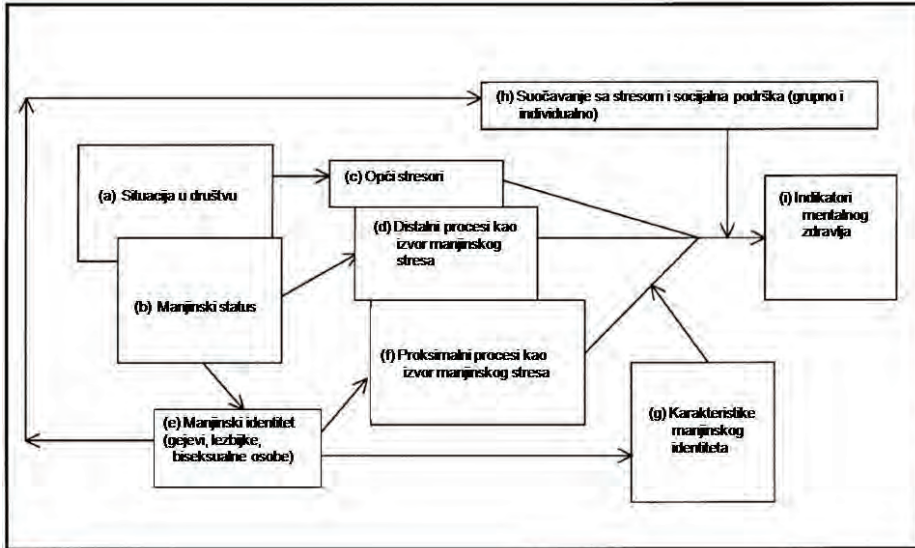 (h) Suočavanje sa stresom i socijalna podrška (grupno i
individualno)
(a) Situacija u društvu
(c) Opći stresori
(i) Indikatori
mentalnog
zdravlja
(d) Distalni procesi kao
izvor manjinskog
stresa
(b) Manjinski status
(f) Proksimalni procesi kao
izvor manjinskog stresa
(e) Manjinski identitet
(gejevi, lezbijke,
biseksualne osobe)
(g) Karakteristike
manjinskog
identiteta